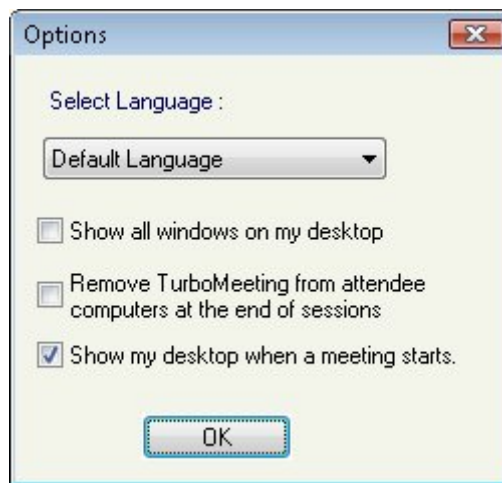 Options
Select Language :
Default Language
Show all windows on my desktop
Remove TurboMeeting from attendee
computers at the end of sessions
Show my desktop when a meeting starts.
OK